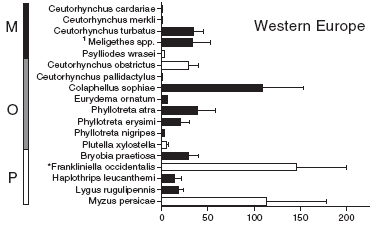 Western Europe
M
O
P
Ceutorhynchus cardariae
Ceutorhynchus merkli
Ceutorhynchus turbatus
¹ Meligethes spp.
Psylliodes wrasei
Ceutorhynchus obstrictus
Ceutorhynchus pallidactylus
Colaphellus sophiae
Eurydema ornatum
Phyllotreta atra
Phyllotreta erysimi
Phyllotreta nigripes
Plutella xylostella
Bryobia praetiosa
*Frankliniella occidentalis
Haplothrips leucanthemi
Lygus rugulipennis
Myzus persicae
0 50 100 150 200